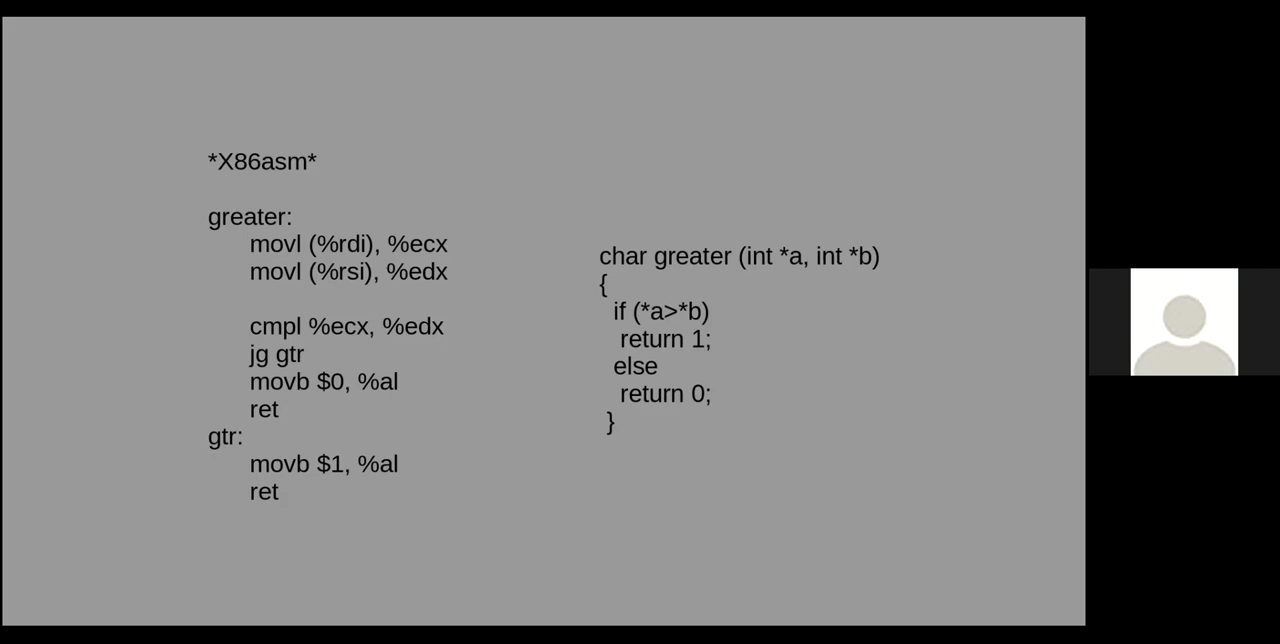 *X86asm*
greater:
movl (%rdi), %ecx
movl (%rsi), %edx
cmpl %ecx, %edx
jg gtr
movb $0, %al
ret
gtr:
movb $1, %al
ret
char greater (int *a, int *b)
{
if (*a>*b)
return 1;
else
return 0;
}